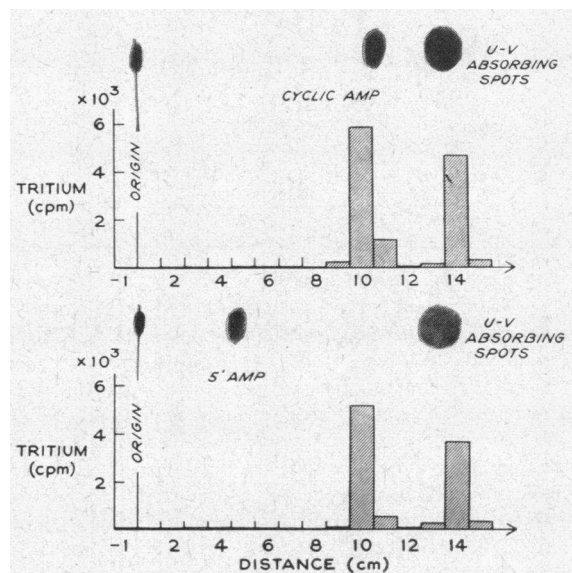 U-V
ABSORBING
SPOTS
CYCLIC AMP
×10³
6
4
2
TRITIUM
(cpm)
ORIGIN
-1 2 4 6 8 10 12 14
U-V
ABSORBING
SPOTS
5' AMP
×10³
6
4
2
TRITIUM
(cpm)
ORIGIN
-1 2 4 6 8 10 12 14
DISTANCE (cm)